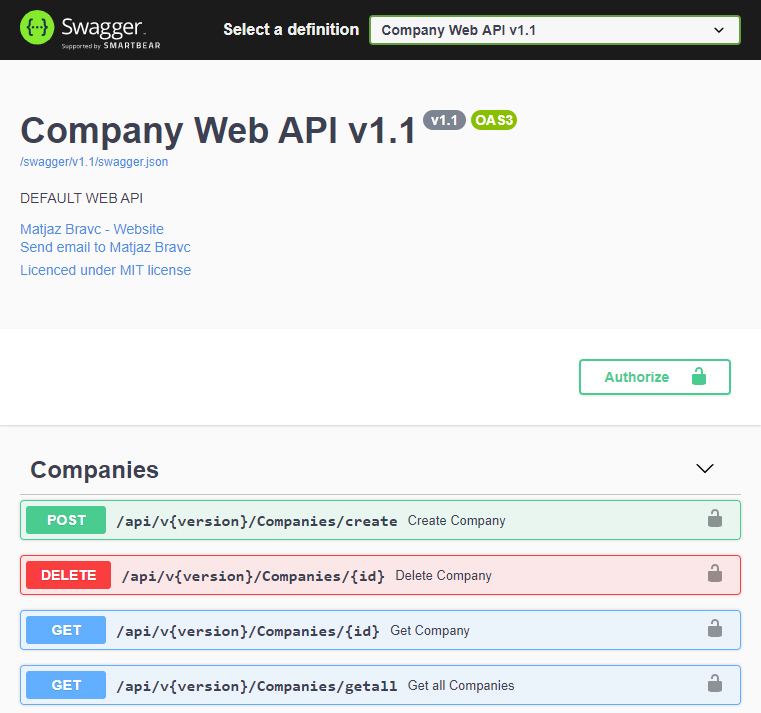 Swagger.
Supported by SMARTBEAR
Select a definition
Company Web API v1.1
Company Web API v1.1 v1.1 OAS3
/swagger/v1.1/swagger.json
DEFAULT WEB API
Matjaz Bravc - Website
Send email to Matjaz Bravc
Licenced under MIT license
Authorize
Companies
POST /api/v{version}/Companies/create Create Company
DELETE /api/v{version}/Companies/{id} Delete Company
GET /api/v{version}/Companies/{id} Get Company
GET /api/v{version}/Companies/getall Get all Companies